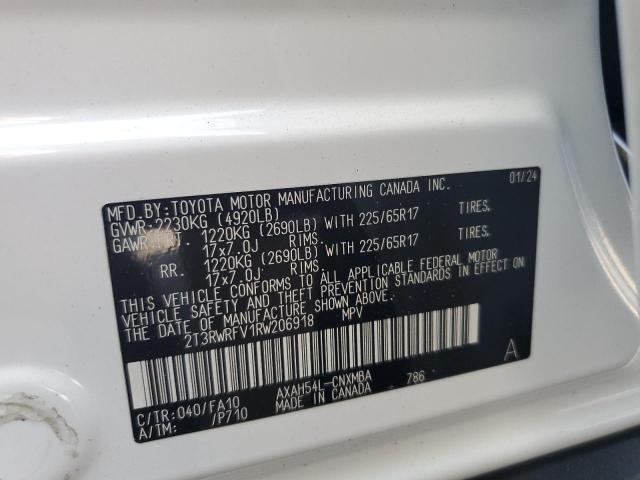 MFD.BY:TOYOTA MOTOR MANUFACTURING CANADA INC. 01/24
GVWR:2230KG (4920LB)
GAWR: 1220KG (2690LB) WITH 225/65R17 TIRES.
17x7.0J RIMS.
RR. 1220KG (2690LB) WITH 225/65R17 TIRES.
17x7.0J RIMS.
THIS VEHICLE CONFORMS TO ALL APPLICABLE FEDERAL MOTOR
VEHICLE SAFETY AND THEFT PREVENTION STANDARDS IN EFFECT ON
THE DATE OF MANUFACTURE SHOWN ABOVE.
2T3RWRFV1RW206918 MPV
A
C/TR:040/FA10 AXAH54L-CNXMBA 786
A/TM: /P710 MADE IN CANADA